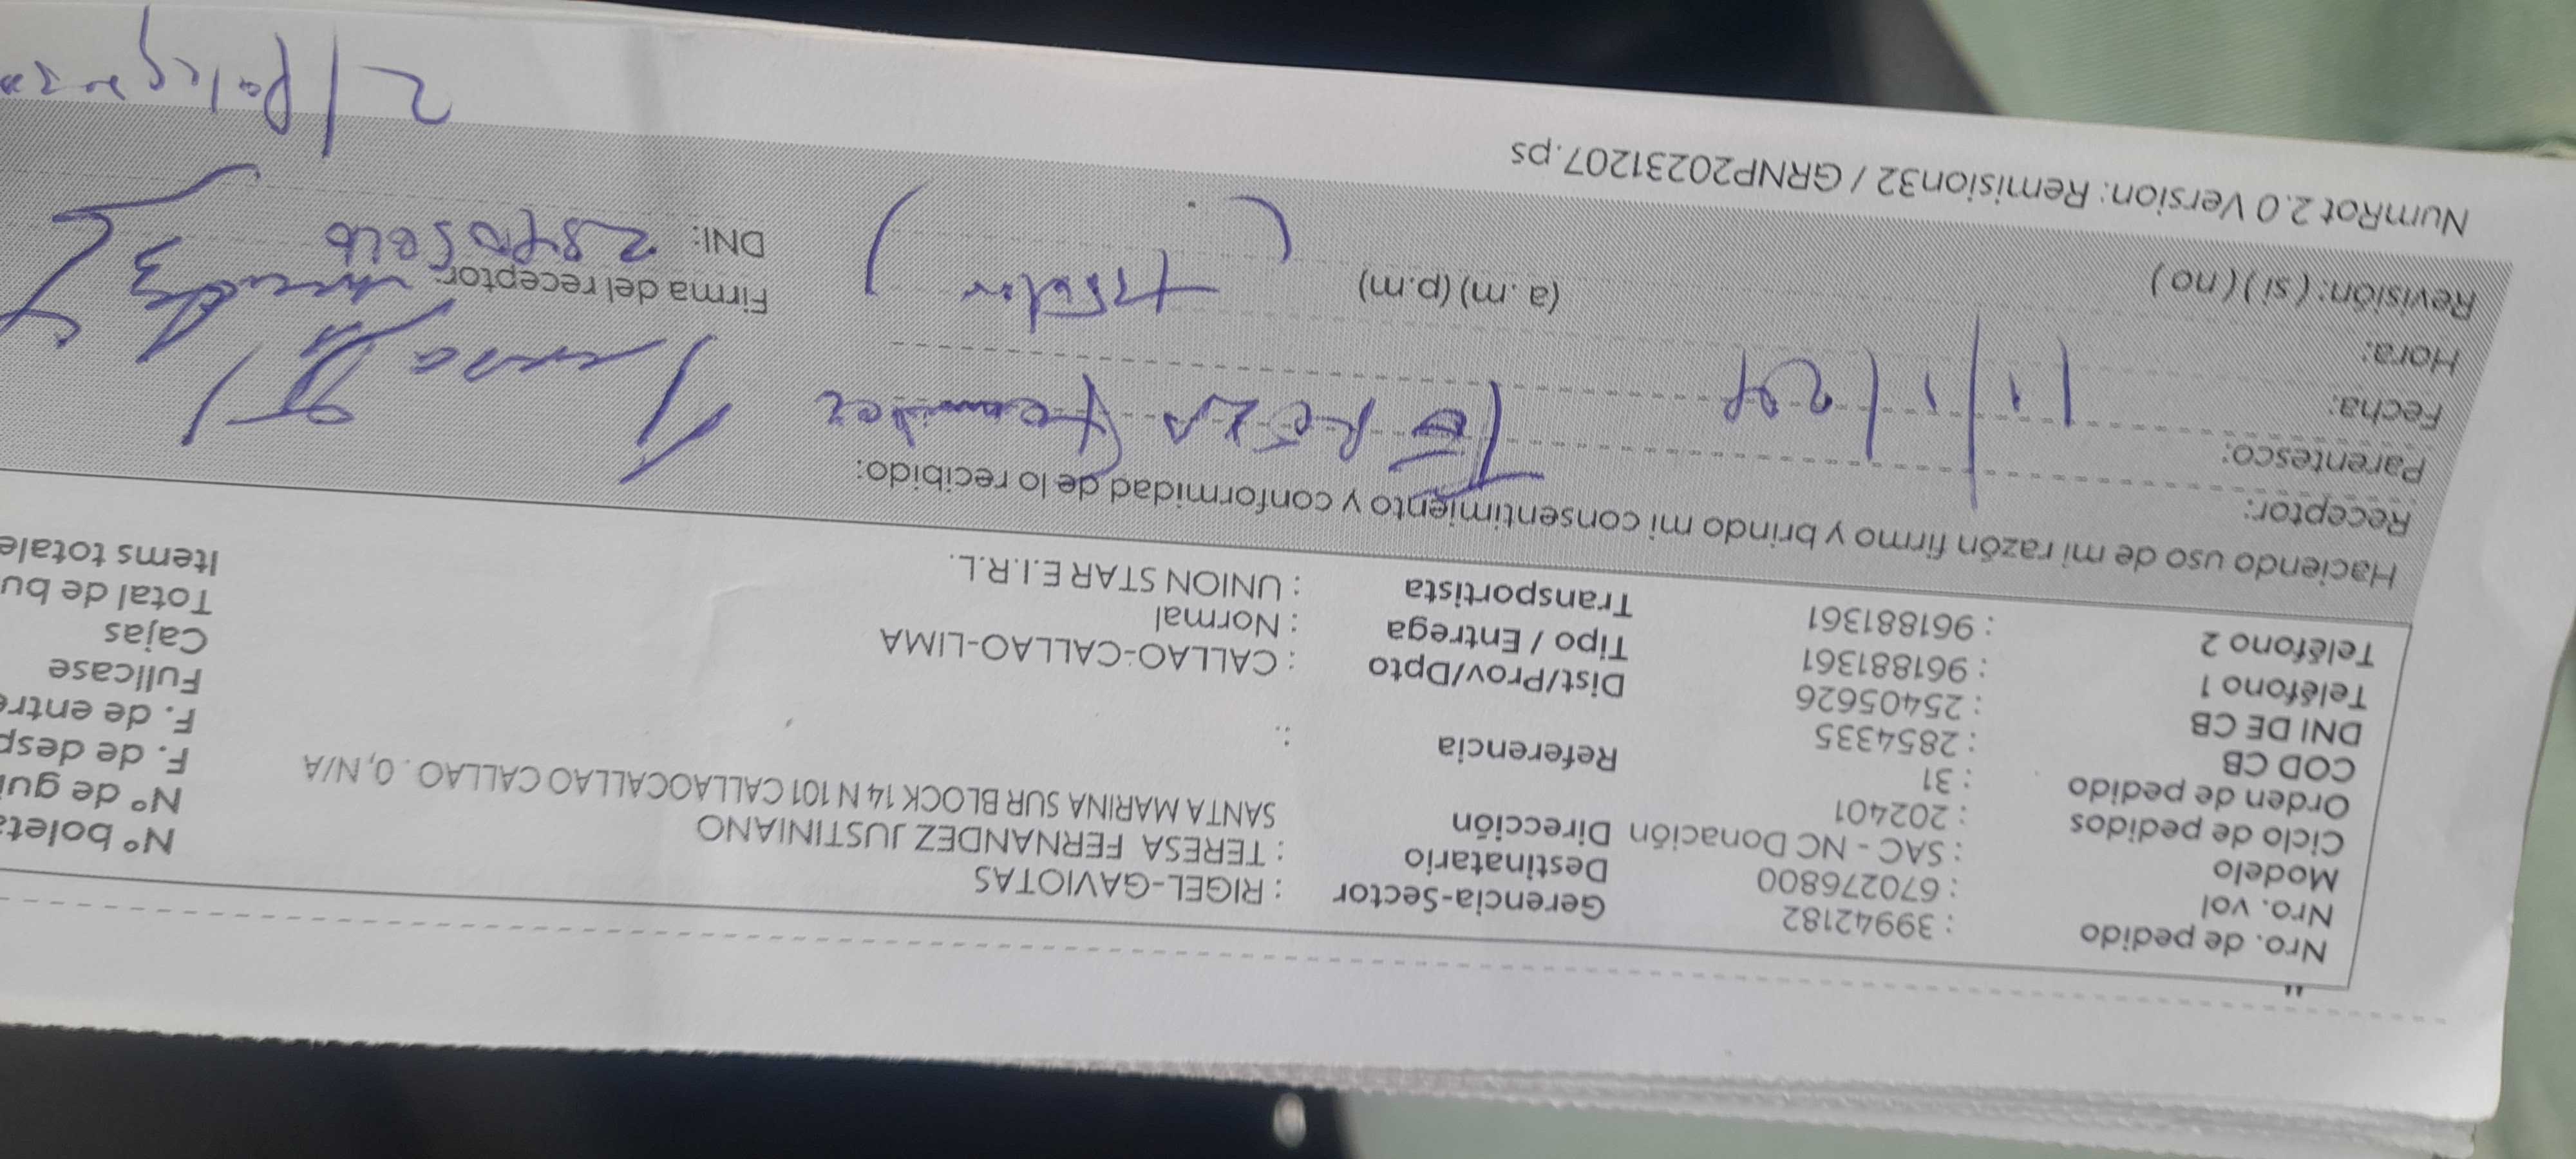 Nro. de pedido : 39942182 Gerencia-Sector : RIGEL-GAVIOTAS Nº boleta
Nro. vol : 670276800 Destinatario : TERESA FERNANDEZ JUSTINIANO Nº de gui
Modelo : SAC - NC Donación Dirección SANTA MARINA SUR BLOCK 14 N 101 CALLAOCALLAO CALLAO . 0, N/A F. de desp
Ciclo de pedidos : 202401 F. de entre
Orden de pedido : 31 Referencia : Fullcase
COD CB : 2854335 Cajas
DNI DE CB : 25405626 Dist/Prov/Dpto : CALLAO-CALLAO-LIMA Total de bu
Teléfono 1 : 961881361 Tipo / Entrega : Normal Items totale
Teléfono 2 : 961881361 Transportista : UNION STAR E.I.R.L.
Haciendo uso de mi razón firmo y brindo mi consentimiento y conformidad de lo recibido:
Receptor: TERESA
Parentesco:
Fecha: 11/1/24
Hora: (a.m) (p.m) Firma del receptor:
Revisión: ( si ) ( no ) DNI:
NumRot 2.0 Version: Remision32 / GRNP20231207.ps